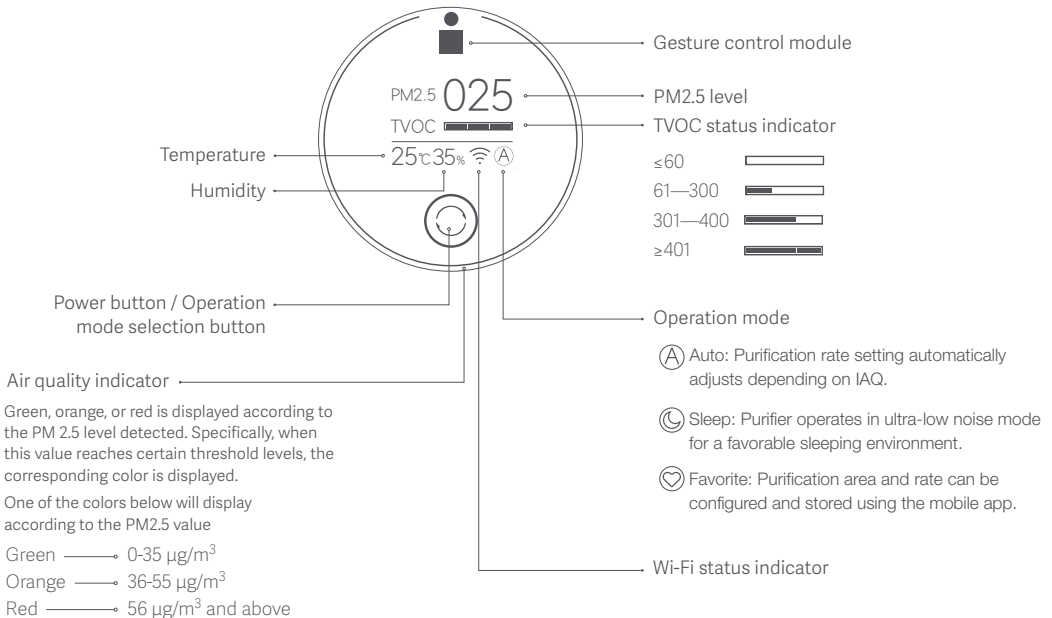 Gesture control module
PM2.5 025
PM2.5 level
TVOC
TVOC status indicator
25℃ 35% A
Temperature
Humidity
≤60
61—300
301—400
≥401
Power button / Operation
mode selection button
Air quality indicator
Green, orange, or red is displayed according to
the PM 2.5 level detected. Specifically, when
this value reaches certain threshold levels, the
corresponding color is displayed.
One of the colors below will display
according to the PM2.5 value
Green 0-35 µg/m³
Orange 36-55 µg/m³
Red 56 µg/m³ and above
Operation mode
A Auto: Purification rate setting automatically
adjusts depending on IAQ.
Sleep: Purifier operates in ultra-low noise mode
for a favorable sleeping environment.
Favorite: Purification area and rate can be
configured and stored using the mobile app.
Wi-Fi status indicator